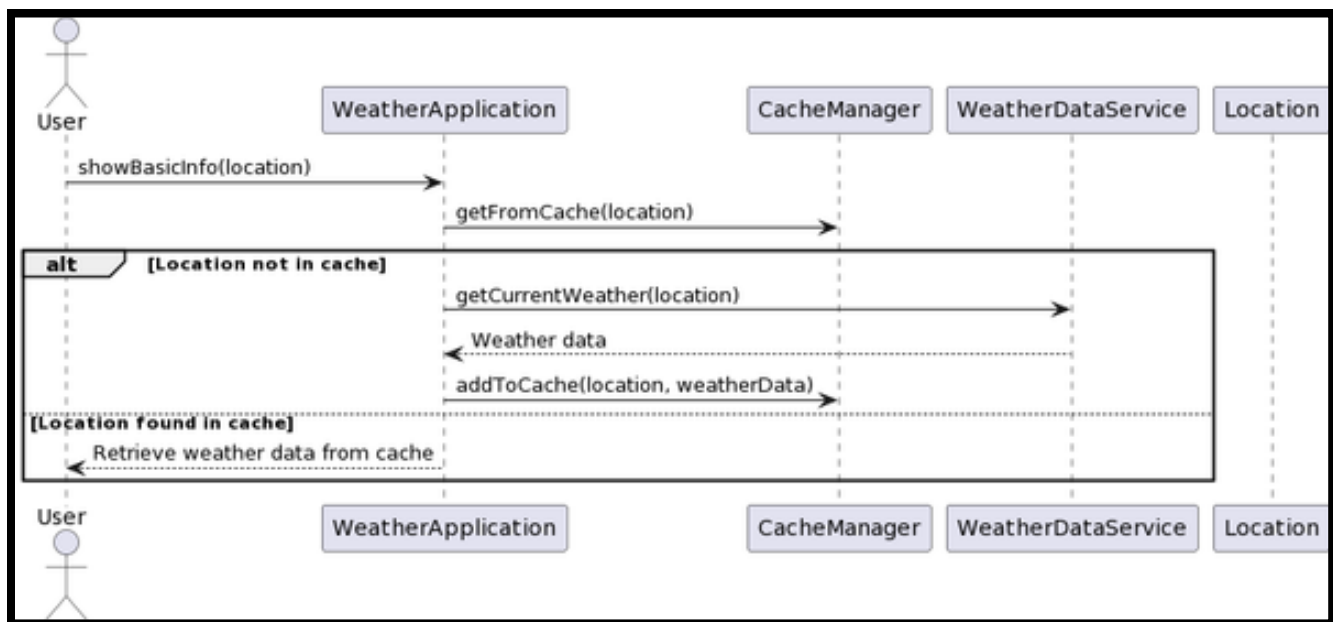 User
WeatherApplication
CacheManager
WeatherDataService
Location
showBasicInfo(location)
getFromCache(location)
alt
[Location not in cache]
getCurrentWeather(location)
Weather data
addToCache(location, weatherData)
[Location found in cache]
Retrieve weather data from cache
User
WeatherApplication
CacheManager
WeatherDataService
Location